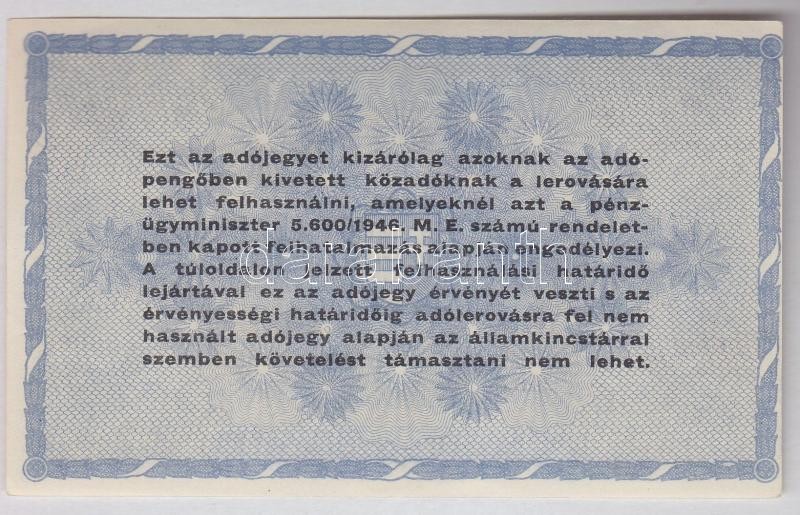 Ezt az adójegyet kizárólag azoknak az adó-
pengőben kivetett közadóknak a lerovására
lehet felhasználni, amelyeknél azt a pénz-
ügyminiszter 5.600/1946. M. E. számú rendelet-
ben kapott felhatalmazás alapján engedélyezi.
A túloldalon jelzett felhasználási határidő
lejártával ez az adójegy érvényét veszti s az
érvényességi határidőig adólerovásra fel nem
használt adójegy alapján az államkincstárral
szemben követelést támasztani nem lehet.
darabanth